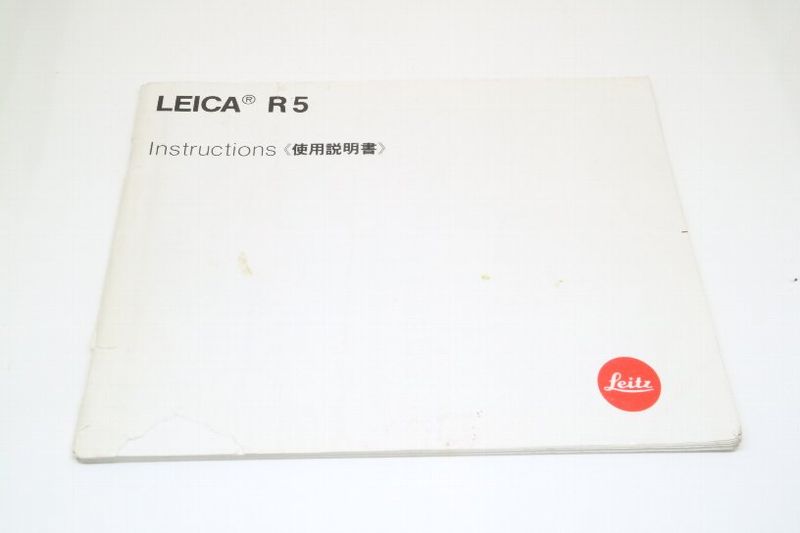 LEICA® R5
Instructions《使用説明書》
Leitz